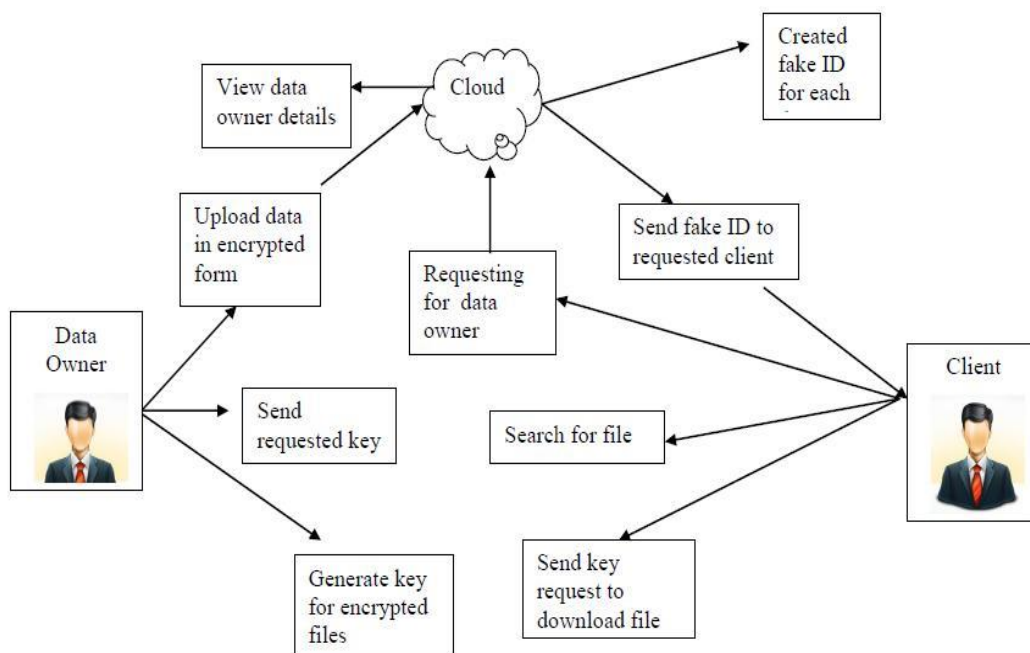 Created
fake ID
for each
Cloud
View data
owner details
Upload data
in encrypted
form
Send fake ID to
requested client
Requesting
for data
owner
Data
Owner
Client
Send
requested key
Search for file
Generate key
for encrypted
files
Send key
request to
download file